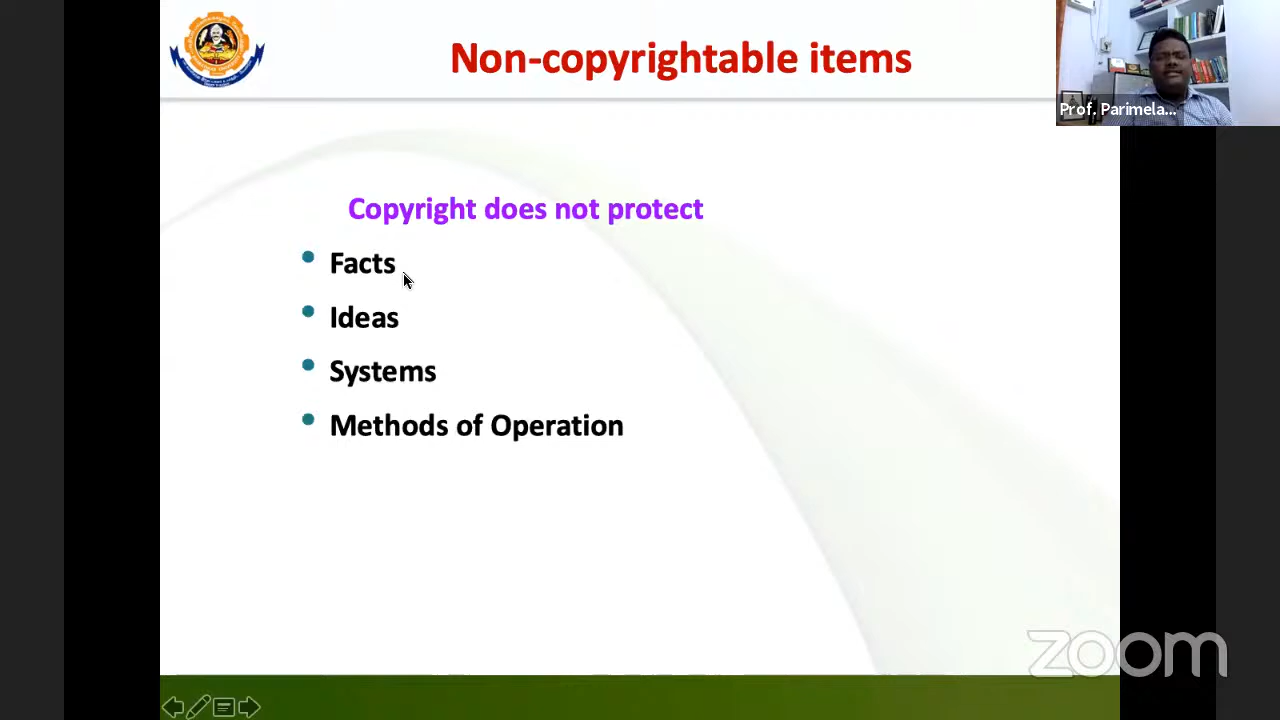 Non-copyrightable items
Prof. Parimela...
Copyright does not protect
Facts
Ideas
Systems
Methods of Operation
zoom